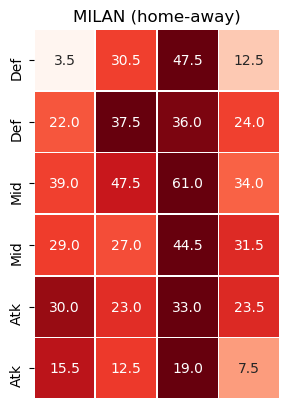 MILAN (home-away)
Def 3.5 30.5 47.5 12.5
Def 22.0 37.5 36.0 24.0
Mid 39.0 47.5 61.0 34.0
Mid 29.0 27.0 44.5 31.5
Atk 30.0 23.0 33.0 23.5
Atk 15.5 12.5 19.0 7.5